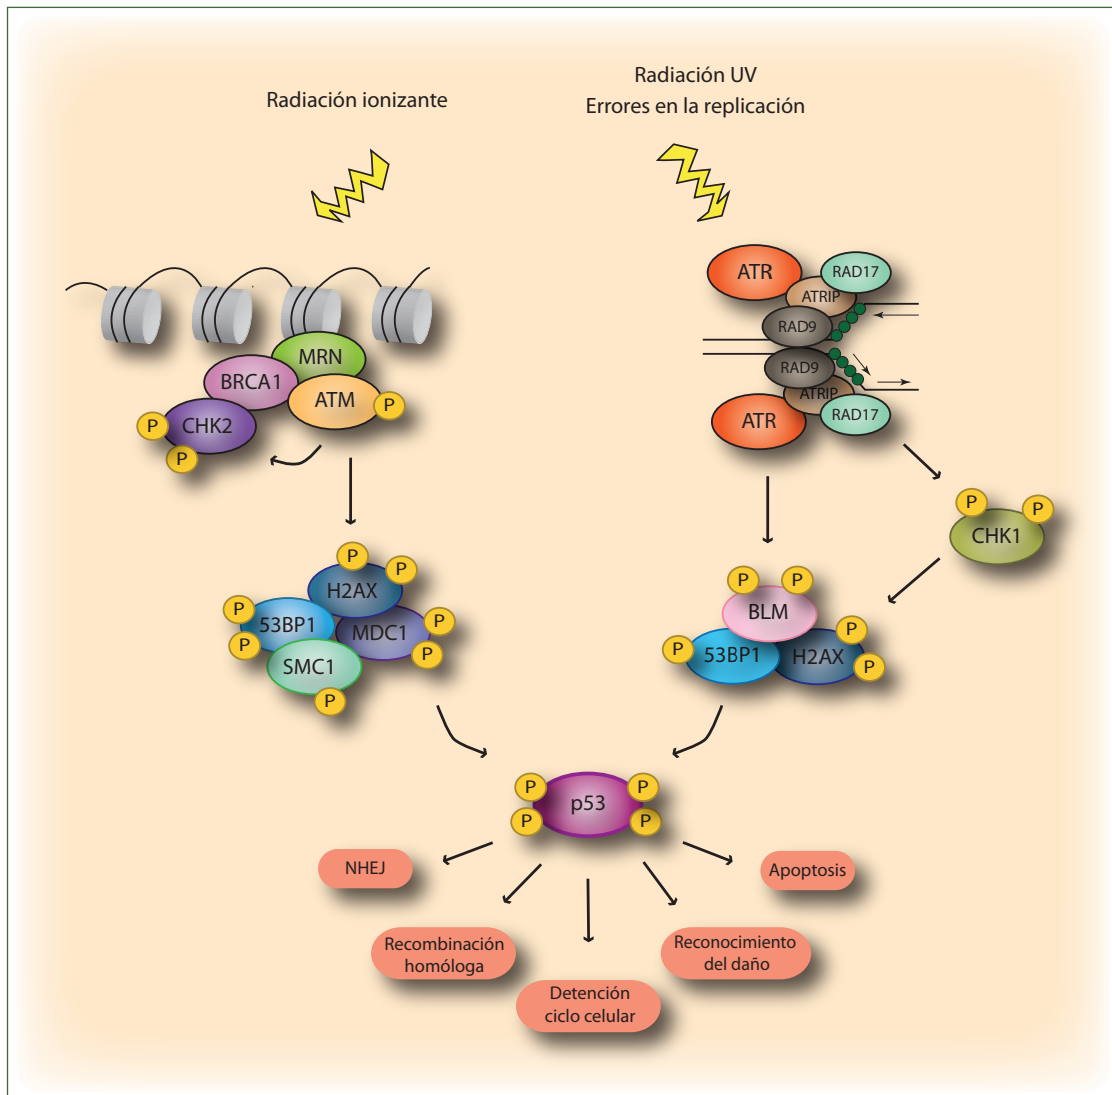 Radiación ionizante
Radiación UV
Errores en la replicación
MRN
BRCA1
ATM
P
CHK2
P
P
ATR
RAD17
ATRIP
RAD9
RAD9
ATRIP
RAD17
ATR
P
P
CHK1
P
P
H2AX
P
P
53BP1
MDC1
P
P
SMC1
P
P
P
BLM
P
53BP1
H2AX
P
P
P
P
p53
P
P
NHEJ
Recombinación
homóloga
Detención
ciclo celular
Reconocimiento
del daño
Apoptosis